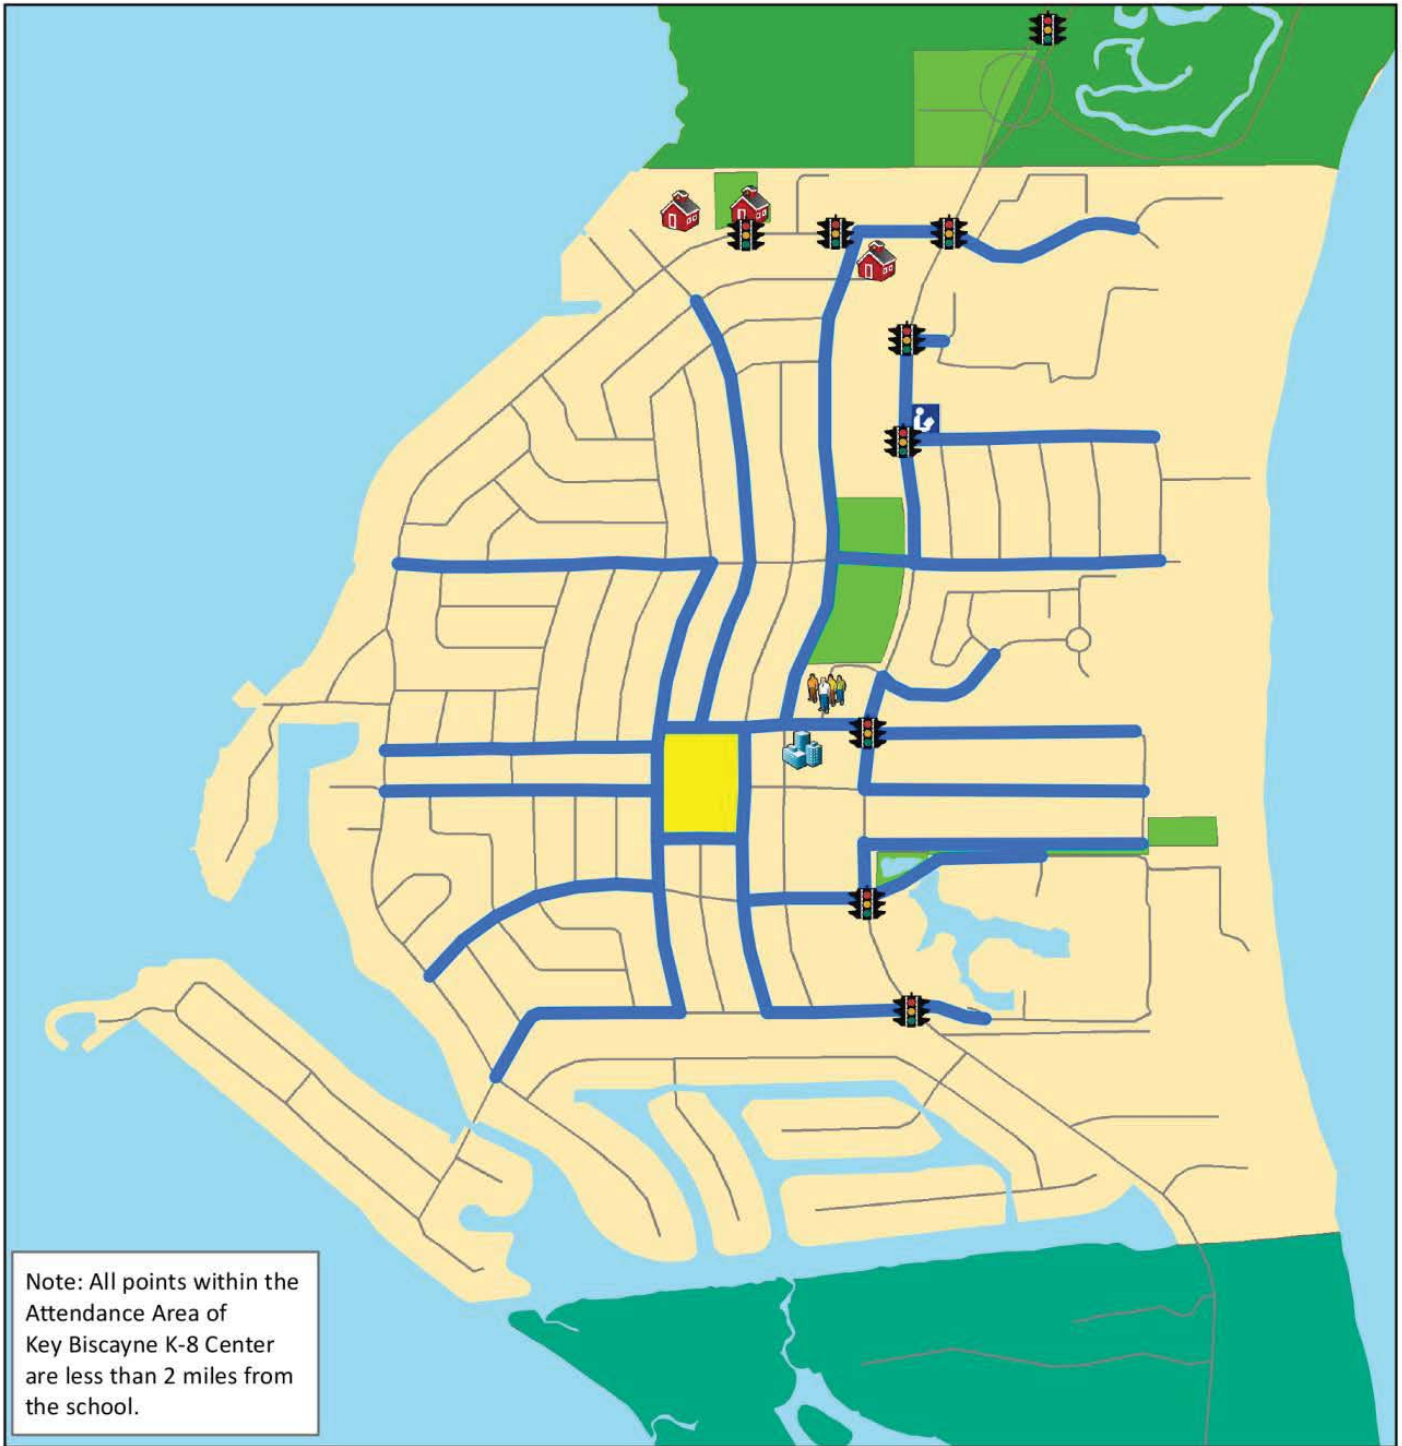 Note: All points within the
Attendance Area of
Key Biscayne K-8 Center
are less than 2 miles from
the school.